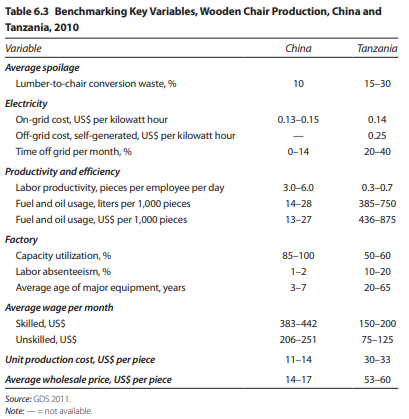 Table 6.3 Benchmarking Key Variables, Wooden Chair Production, China and
Tanzania, 2010
Variable China Tanzania
Average spoilage
Lumber-to-chair conversion waste, % 10 15–30
Electricity
On-grid cost, US$ per kilowatt hour 0.13–0.15 0.14
Off-grid cost, self-generated, US$ per kilowatt hour — 0.25
Time off grid per month, % 0–14 20–40
Productivity and efficiency
Labor productivity, pieces per employee per day 3.0–6.0 0.3–0.7
Fuel and oil usage, liters per 1,000 pieces 14–28 385–750
Fuel and oil usage, US$ per 1,000 pieces 13–27 436–875
Factory
Capacity utilization, % 85–100 50–60
Labor absenteeism, % 1–2 10–20
Average age of major equipment, years 3–7 20–65
Average wage per month
Skilled, US$ 383–442 150–200
Unskilled, US$ 206–251 75–125
Unit production cost, US$ per piece 11–14 30–33
Average wholesale price, US$ per piece 14–17 53–60
Source: GDS 2011.
Note: — = not available.